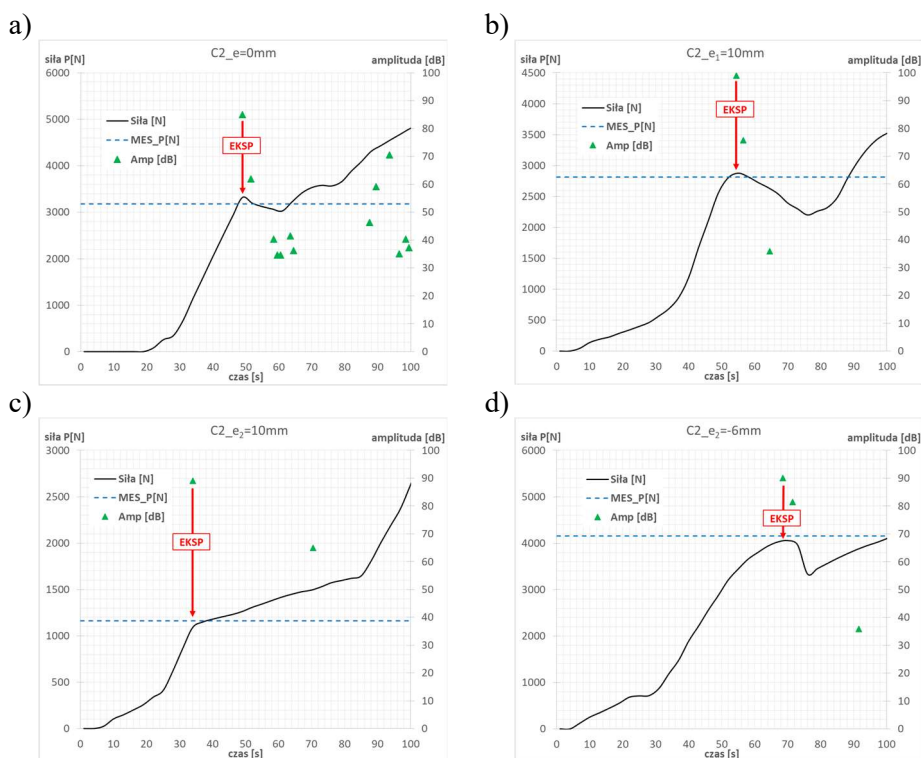 a)
C2_e=0mm
siła P[N]
amplituda [dB]
6000
5000
4000
3000
2000
1000
0
100
90
80
70
60
50
40
30
20
10
0
Siła [N]
MES_P[N]
Amp [dB]
EKSP
0 10 20 30 40 50 60 70 80 90 100
czas [s]
b)
C2_e₁=10mm
siła P[N]
amplituda [dB]
4500
4000
3500
3000
2500
2000
1500
1000
500
0
100
90
80
70
60
50
40
30
20
10
0
Siła [N]
MES_P[N]
Amp [dB]
EKSP
0 10 20 30 40 50 60 70 80 90 100
czas [s]
c)
C2_e₂=10mm
siła P[N]
amplituda [dB]
3000
2500
2000
1500
1000
500
0
100
90
80
70
60
50
40
30
20
10
0
Siła [N]
MES_P[N]
Amp [dB]
EKSP
0 10 20 30 40 50 60 70 80 90 100
czas [s]
d)
C2_e₂=-6mm
siła P[N]
amplituda [dB]
6000
5000
4000
3000
2000
1000
0
100
90
80
70
60
50
40
30
20
10
0
Siła [N]
MES_P[N]
Amp [dB]
EKSP
0 10 20 30 40 50 60 70 80 90 100
czas [s]